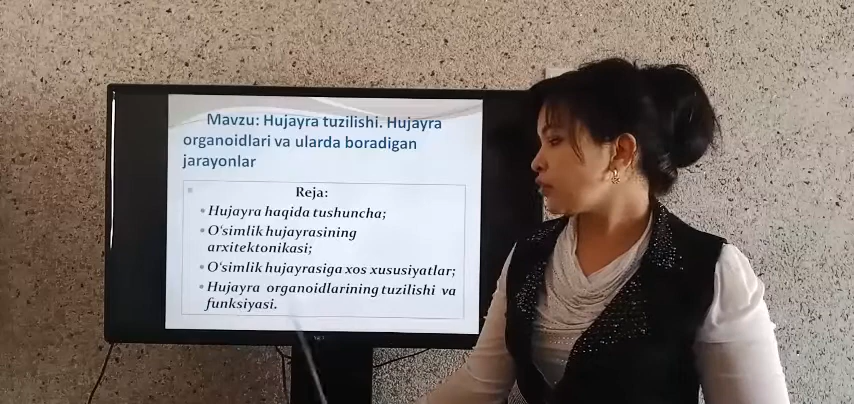 Mavzu: Hujayra tuzilishi. Hujayra
organoidlari va ularda boradigan
jarayonlar
Reja:
Hujayra haqida tushuncha;
O'simlik hujayrasining
arxitektonikasi;
O'simlik hujayrasiga xos xususiyatlar;
Hujayra organoidlarining tuzilishi va
funksiyasi.